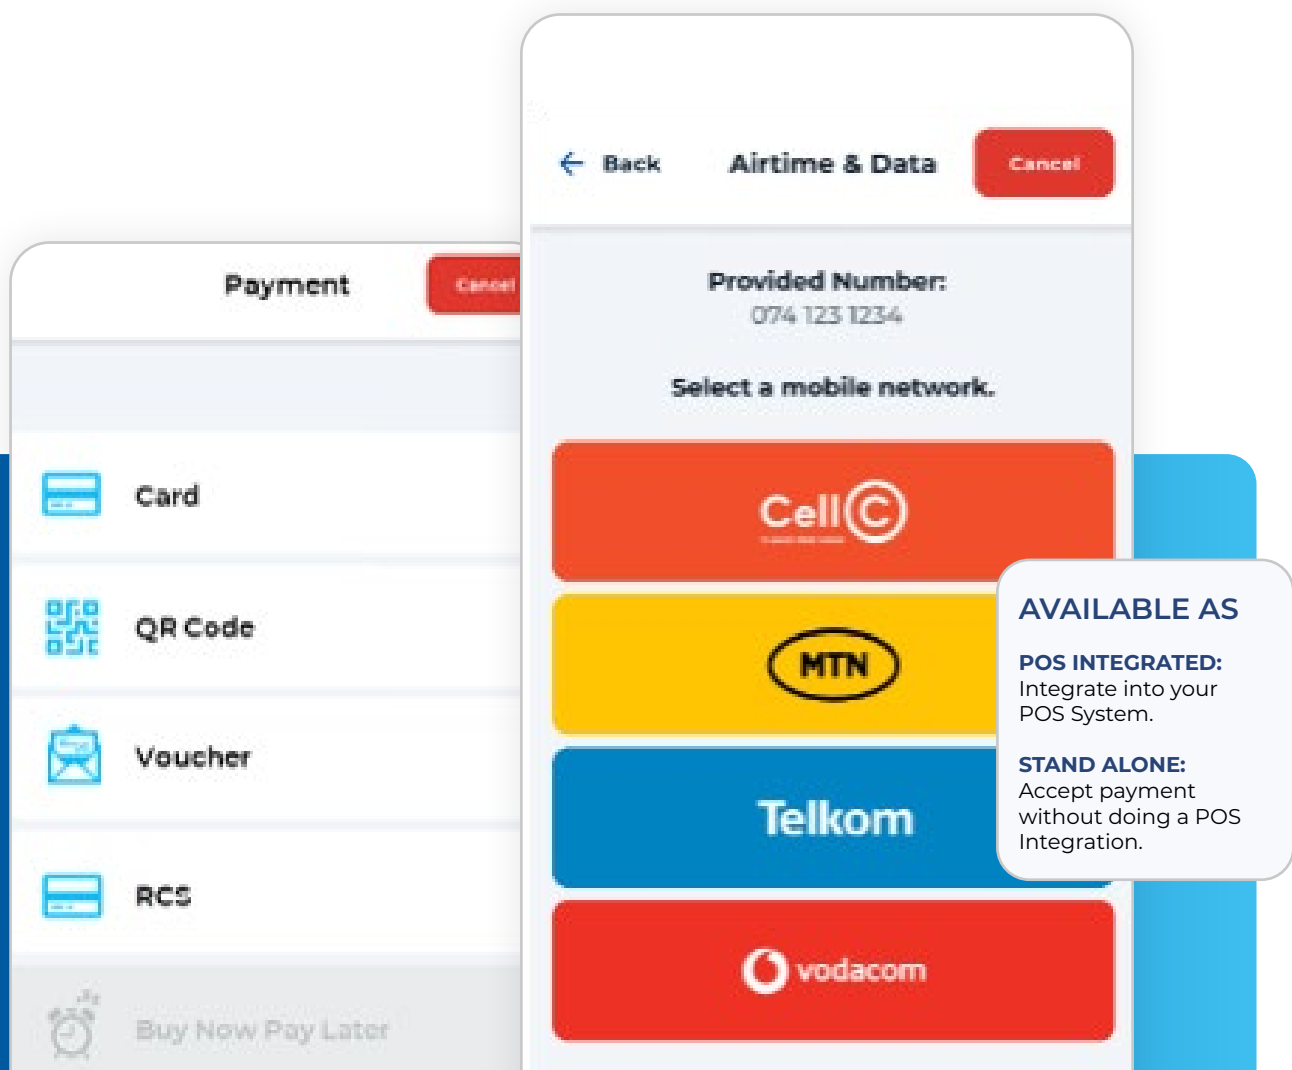 Payment
Cancel
Card
QR Code
Voucher
RCS
Buy Now Pay Later
Back
Airtime & Data
Cancel
Provided Number:
074 123 1234
Select a mobile network.
Cell C
MTN
Telkom
vodacom
AVAILABLE AS
POS INTEGRATED:
Integrate into your
POS System.
STAND ALONE:
Accept payment
without doing a POS
Integration.